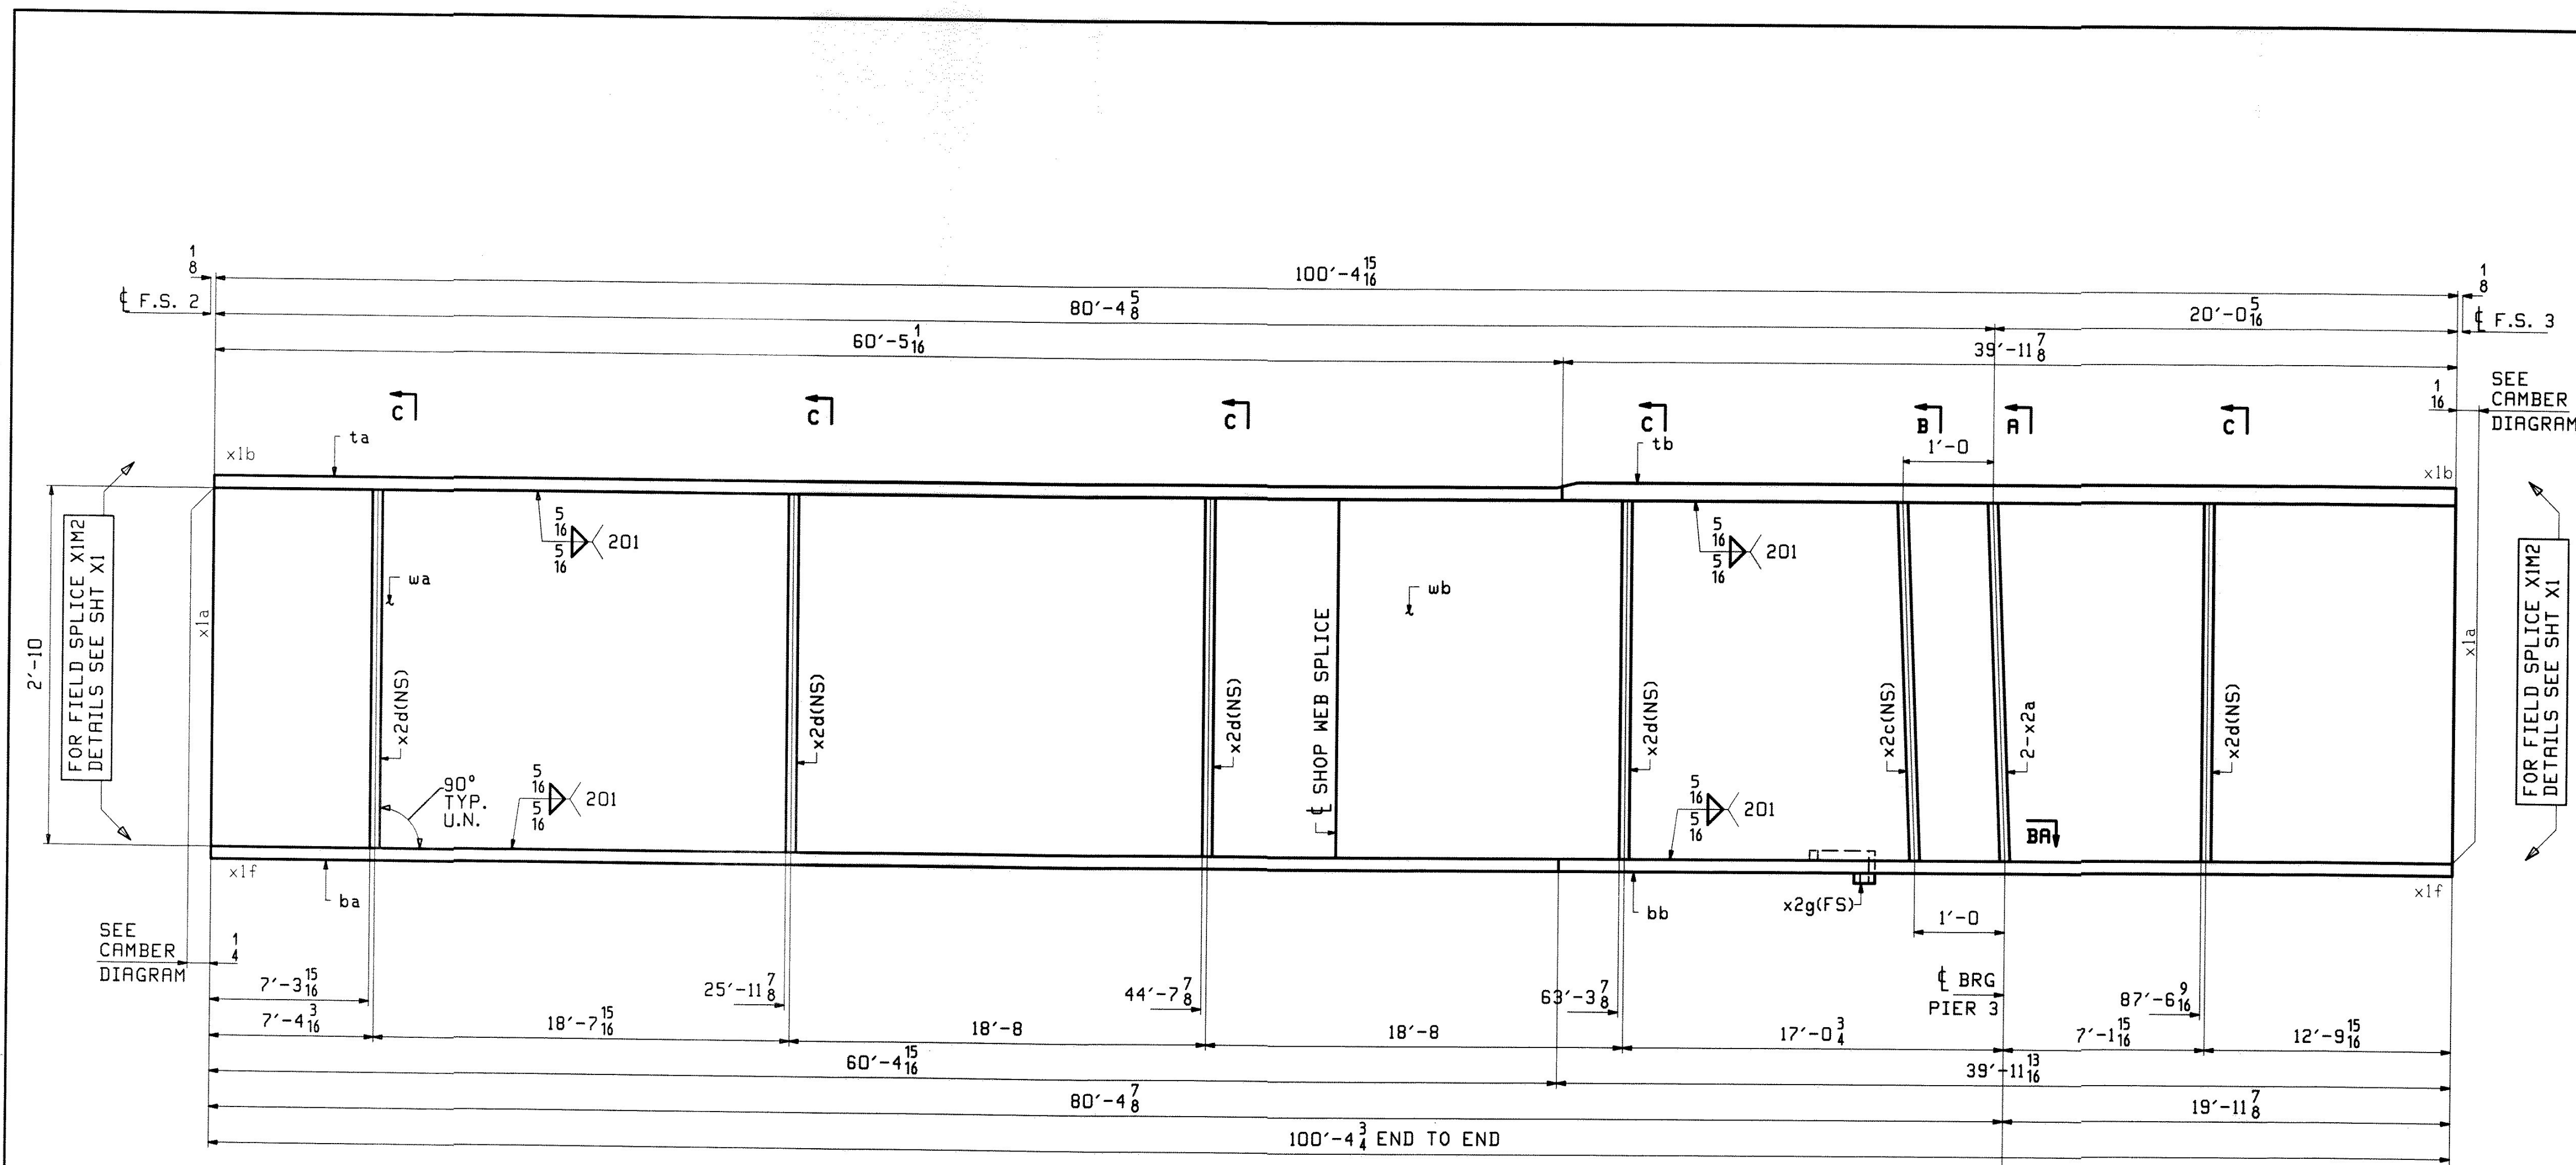 1/8
100'-4 15/16
1/8
℄ F.S. 2
80'-4 5/8
20'-0 5/16
℄ F.S. 3
60'-5 1/16
39'-11 7/8
SEE
CAMBER
DIAGRAM
1/16
C
C
C
C
B
A
C
1'-0
x1b
ta
tb
x1b
FOR FIELD SPLICE X1M2
DETAILS SEE SHT X1
2'-10
x1a
5/16
5/16
201
wa
x2d(NS)
x2d(NS)
x2d(NS)
℄ SHOP WEB SPLICE
wb
5/16
5/16
201
x2d(NS)
x2c(NS)
2-x2a
x2d(NS)
x1a
FOR FIELD SPLICE X1M2
DETAILS SEE SHT X1
90°
TYP.
U.N.
5/16
5/16
201
5/16
5/16
201
BA
x1f
ba
bb
x2g(FS)
x1f
1'-0
SEE
CAMBER
DIAGRAM
1/4
7'-3 15/16
25'-11 7/8
44'-7 7/8
63'-3 7/8
℄ BRG
PIER 3
87'-6 9/16
7'-4 3/16
18'-7 15/16
18'-8
18'-8
17'-0 3/4
7'-1 15/16
12'-9 15/16
60'-4 15/16
39'-11 13/16
80'-4 7/8
19'-11 7/8
100'-4 3/4 END TO END